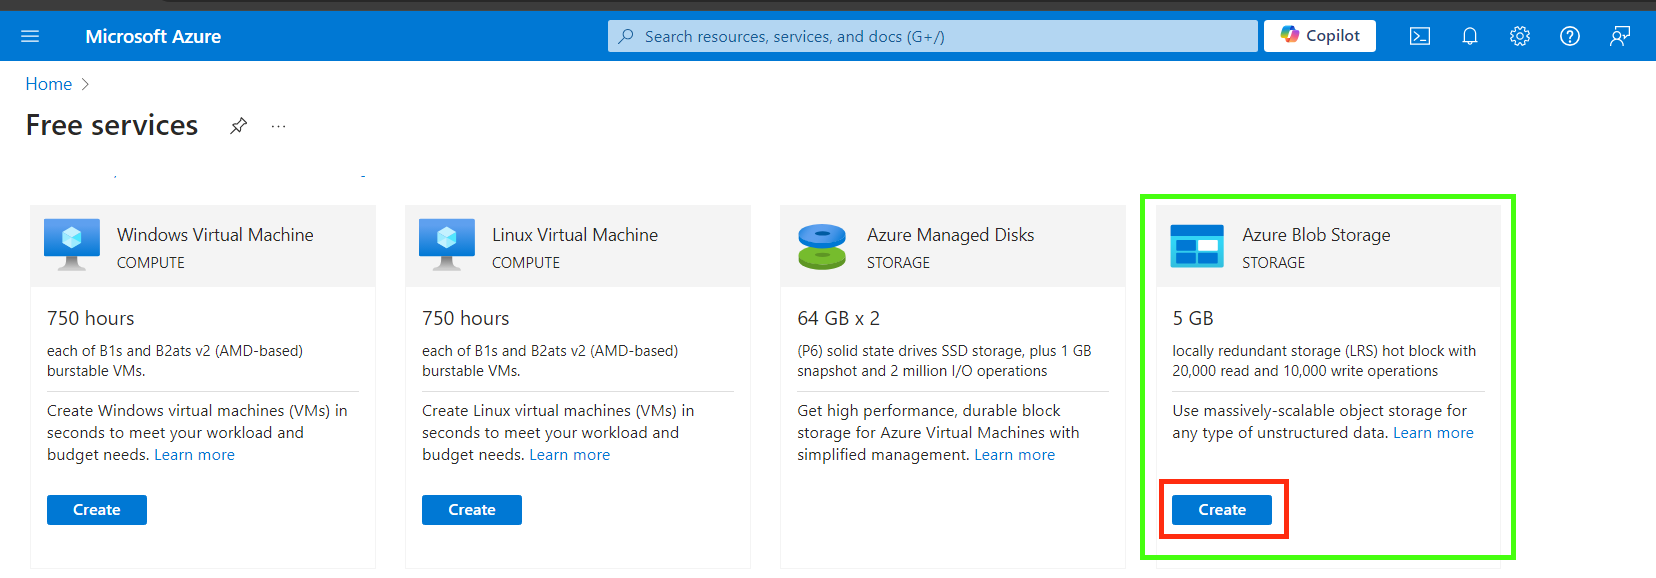 Microsoft Azure
Search resources, services, and docs (G+/)
Copilot
Home
Free services
Windows Virtual Machine
COMPUTE
750 hours
each of B1s and B2ats v2 (AMD-based)
burstable VMs.
Create Windows virtual machines (VMs) in
seconds to meet your workload and
budget needs. Learn more
Create
Linux Virtual Machine
COMPUTE
750 hours
each of B1s and B2ats v2 (AMD-based)
burstable VMs.
Create Linux virtual machines (VMs) in
seconds to meet your workload and
budget needs. Learn more
Create
Azure Managed Disks
STORAGE
64 GB x 2
(P6) solid state drives SSD storage, plus 1 GB
snapshot and 2 million I/O operations
Get high performance, durable block
storage for Azure Virtual Machines with
simplified management. Learn more
Azure Blob Storage
STORAGE
5 GB
locally redundant storage (LRS) hot block with
20,000 read and 10,000 write operations
Use massively-scalable object storage for
any type of unstructured data. Learn more
Create